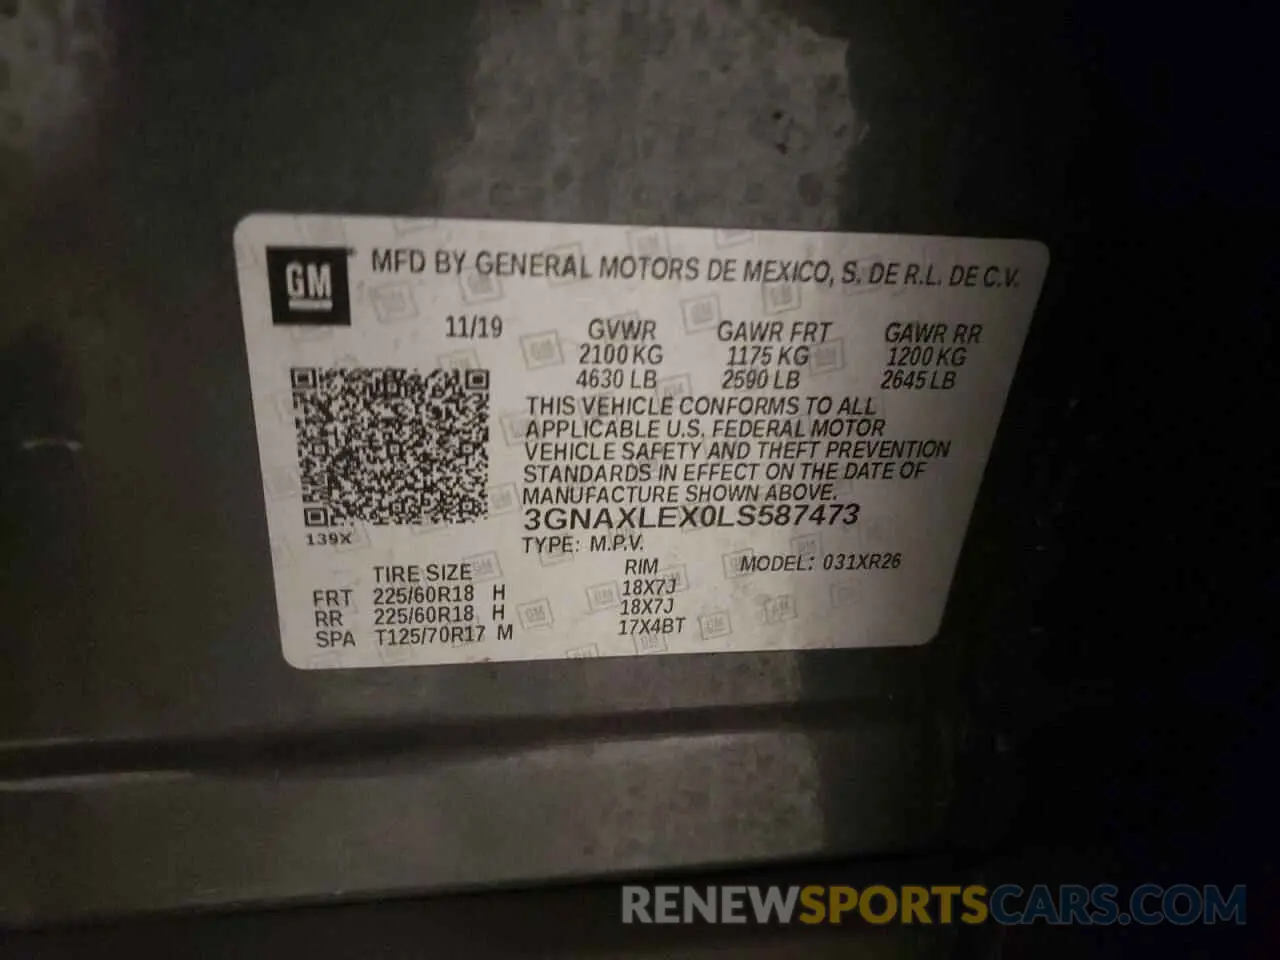 GM MFD BY GENERAL MOTORS DE MEXICO, S. DE R.L. DE C.V.
11/19 GVWR GAWR FRT GAWR RR
2100 KG 1175 KG 1200 KG
4630 LB 2590 LB 2645 LB
THIS VEHICLE CONFORMS TO ALL
APPLICABLE U.S. FEDERAL MOTOR
VEHICLE SAFETY AND THEFT PREVENTION
STANDARDS IN EFFECT ON THE DATE OF
MANUFACTURE SHOWN ABOVE.
3GNAXLEX0LS587473
139X
TYPE: M.P.V.
TIRE SIZE RIM MODEL: 031XR26
FRT 225/60R18 H 18X7J
RR 225/60R18 H 18X7J
SPA T125/70R17 M 17X4BT
RENEWSPORTSCARS.COM